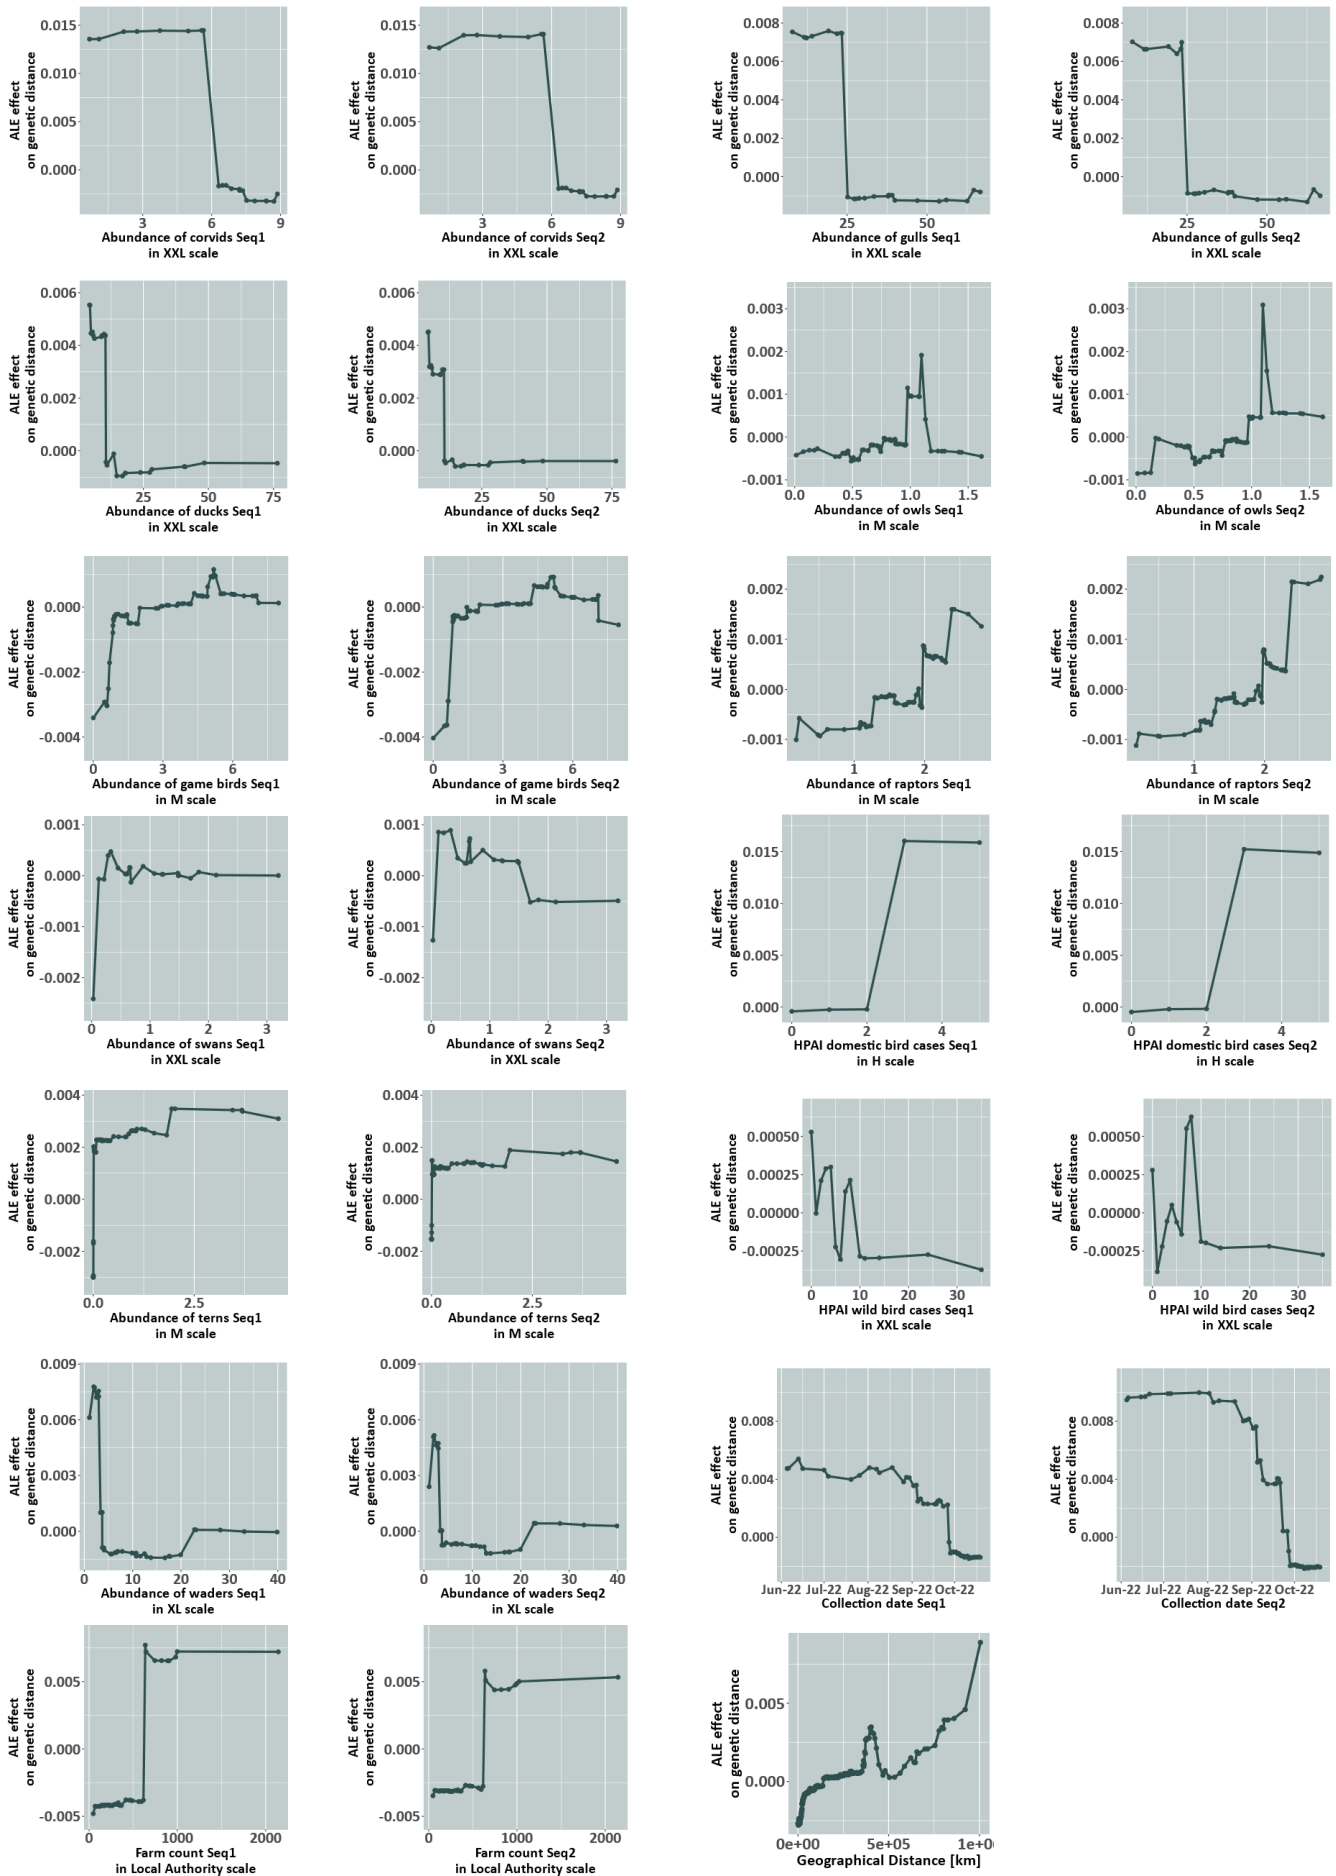 ALE effect
on genetic distance
0.015
0.010
0.005
0.000
3 6 9
Abundance of corvids Seq1
in XXL scale
ALE effect
on genetic distance
0.015
0.010
0.005
0.000
3 6 9
Abundance of corvids Seq2
in XXL scale
ALE effect
on genetic distance
0.008
0.006
0.004
0.002
0.000
25 50
Abundance of gulls Seq1
in XXL scale
ALE effect
on genetic distance
0.008
0.006
0.004
0.002
0.000
25 50
Abundance of gulls Seq2
in XXL scale
ALE effect
on genetic distance
0.006
0.004
0.002
0.000
25 50 75
Abundance of ducks Seq1
in XXL scale
ALE effect
on genetic distance
0.006
0.004
0.002
0.000
25 50 75
Abundance of ducks Seq2
in XXL scale
ALE effect
on genetic distance
0.003
0.002
0.001
0.000
-0.001
0.0 0.5 1.0 1.5
Abundance of owls Seq1
in M scale
ALE effect
on genetic distance
0.003
0.002
0.001
0.000
-0.001
0.0 0.5 1.0 1.5
Abundance of owls Seq2
in M scale
ALE effect
on genetic distance
0.000
-0.002
-0.004
0 3 6
Abundance of game birds Seq1
in M scale
ALE effect
on genetic distance
0.000
-0.002
-0.004
0 3 6
Abundance of game birds Seq2
in M scale
ALE effect
on genetic distance
0.002
0.001
0.000
-0.001
1 2
Abundance of raptors Seq1
in M scale
ALE effect
on genetic distance
0.002
0.001
0.000
-0.001
1 2
Abundance of raptors Seq2
in M scale
ALE effect
on genetic distance
0.001
0.000
-0.001
-0.002
0 1 2 3
Abundance of swans Seq1
in XXL scale
ALE effect
on genetic distance
0.001
0.000
-0.001
-0.002
0 1 2 3
Abundance of swans Seq2
in XXL scale
ALE effect
on genetic distance
0.015
0.010
0.005
0.000
0 2 4
HPAI domestic bird cases Seq1
in H scale
ALE effect
on genetic distance
0.015
0.010
0.005
0.000
0 2 4
HPAI domestic bird cases Seq2
in H scale
ALE effect
on genetic distance
0.004
0.002
0.000
-0.002
0.0 2.5
Abundance of terns Seq1
in M scale
ALE effect
on genetic distance
0.004
0.002
0.000
-0.002
0.0 2.5
Abundance of terns Seq2
in M scale
ALE effect
on genetic distance
0.00050
0.00025
0.00000
-0.00025
0 10 20 30
HPAI wild bird cases Seq1
in XXL scale
ALE effect
on genetic distance
0.00050
0.00025
0.00000
-0.00025
0 10 20 30
HPAI wild bird cases Seq2
in XXL scale
ALE effect
on genetic distance
0.009
0.006
0.003
0.000
0 10 20 30 40
Abundance of waders Seq1
in XL scale
ALE effect
on genetic distance
0.009
0.006
0.003
0.000
0 10 20 30 40
Abundance of waders Seq2
in XL scale
ALE effect
on genetic distance
0.008
0.004
0.000
Jun-22 Jul-22 Aug-22 Sep-22 Oct-22
Collection date Seq1
ALE effect
on genetic distance
0.008
0.004
0.000
Jun-22 Jul-22 Aug-22 Sep-22 Oct-22
Collection date Seq2
ALE effect
on genetic distance
0.005
0.000
-0.005
0 1000 2000
Farm count Seq1
in Local Authority scale
ALE effect
on genetic distance
0.005
0.000
-0.005
0 1000 2000
Farm count Seq2
in Local Authority scale
ALE effect
on genetic distance
0.005
0.000
0e+00 5e+05 1e+0
Geographical Distance [km]